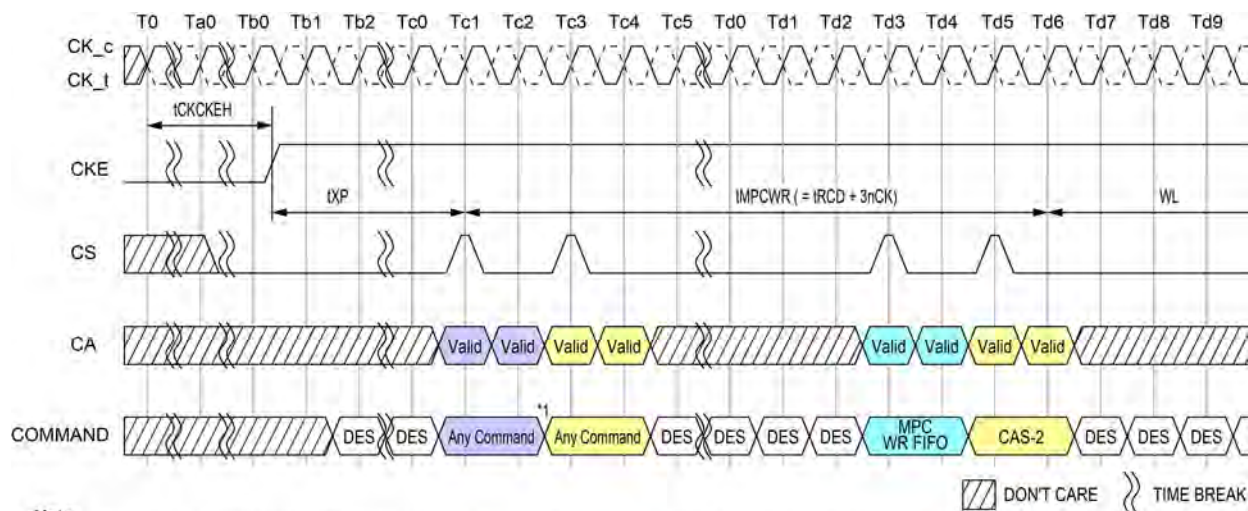 T0 Ta0 Tb0 Tb1 Tb2 Tc0 Tc1 Tc2 Tc3 Tc4 Tc5 Td0 Td1 Td2 Td3 Td4 Td5 Td6 Td7 Td8 Td9
CK_c
CK_t
tCKCKEH
CKE
tXP tMPCWR ( = tRCD + 3nCK) WL
CS
CA Valid Valid Valid Valid Valid Valid Valid Valid
*1
COMMAND DES DES Any Command Any Command DES DES DES DES MPC WR FIFO CAS-2 DES DES DES
DON'T CARE TIME BREAK